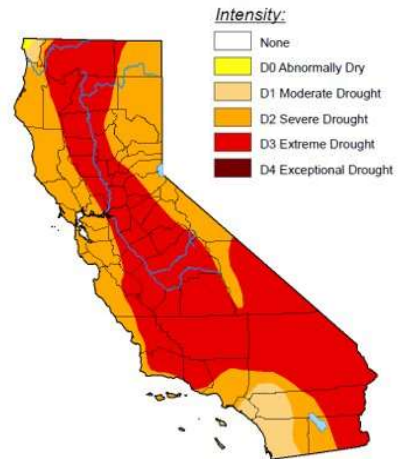 Intensity:
None
D0 Abnormally Dry
D1 Moderate Drought
D2 Severe Drought
D3 Extreme Drought
D4 Exceptional Drought